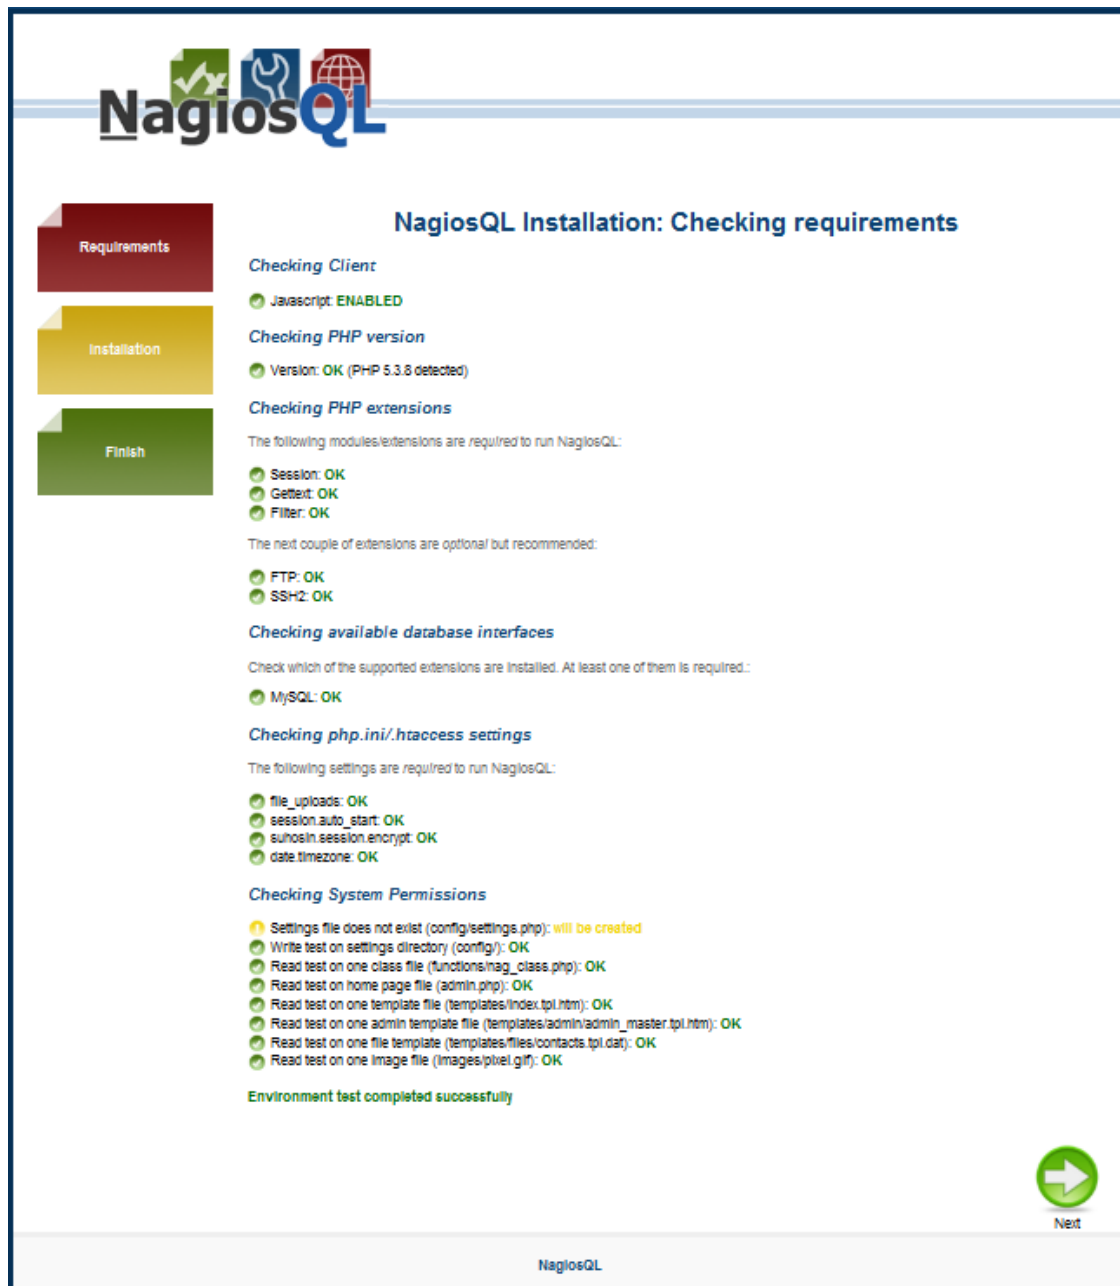 NagiosQL
Requirements
Installation
Finish
NagiosQL Installation: Checking requirements
Checking Client
Javascript: ENABLED
Checking PHP version
Version: OK (PHP 5.3.8 detected)
Checking PHP extensions
The following modules/extensions are required to run NagiosQL:
Session: OK
Gettext: OK
Filter: OK
The next couple of extensions are optional but recommended:
FTP: OK
SSH2: OK
Checking available database interfaces
Check which of the supported extensions are installed. At least one of them is required.:
MySQL: OK
Checking php.ini/.htaccess settings
The following settings are required to run NagiosQL:
file_uploads: OK
session.auto_start: OK
suhosin.session.encrypt: OK
date.timezone: OK
Checking System Permissions
Settings file does not exist (config/settings.php): will be created
Write test on settings directory (config/): OK
Read test on one class file (functions/nag_class.php): OK
Read test on home page file (admin.php): OK
Read test on one template file (templates/index.tpl.htm): OK
Read test on one admin template file (templates/admin/admin_master.tpl.htm): OK
Read test on one file template (templates/files/contacts.tpl.dat): OK
Read test on one image file (images/pixel.gif): OK
Environment test completed successfully
Next
NagiosQL